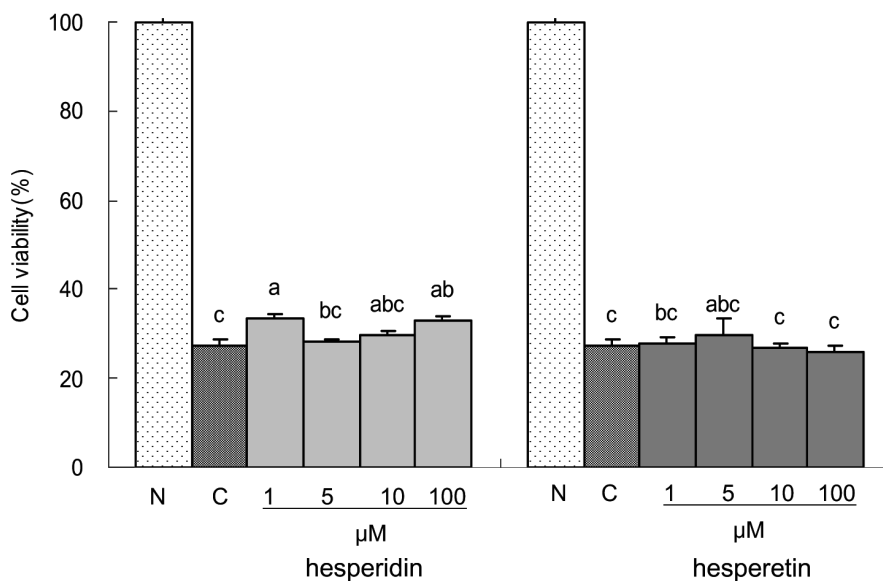 100
80
60
40
20
0
Cell viability(%)
c a bc abc ab
c bc abc c c
N C 1 5 10 100
N C 1 5 10 100
µM
µM
hesperidin
hesperetin